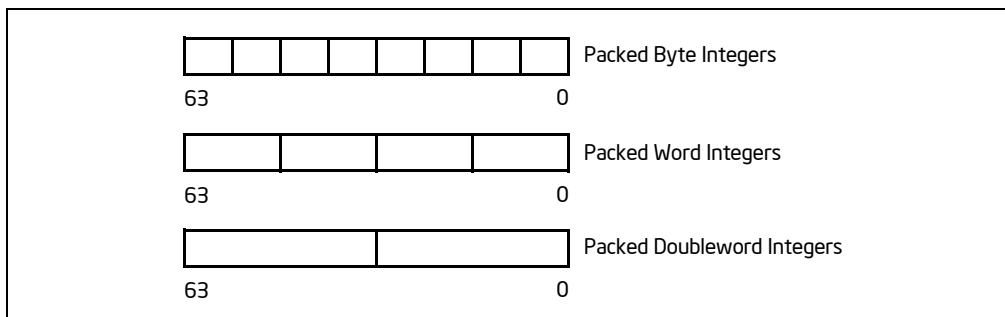 Packed Byte Integers
63 0
Packed Word Integers
63 0
Packed Doubleword Integers
63 0